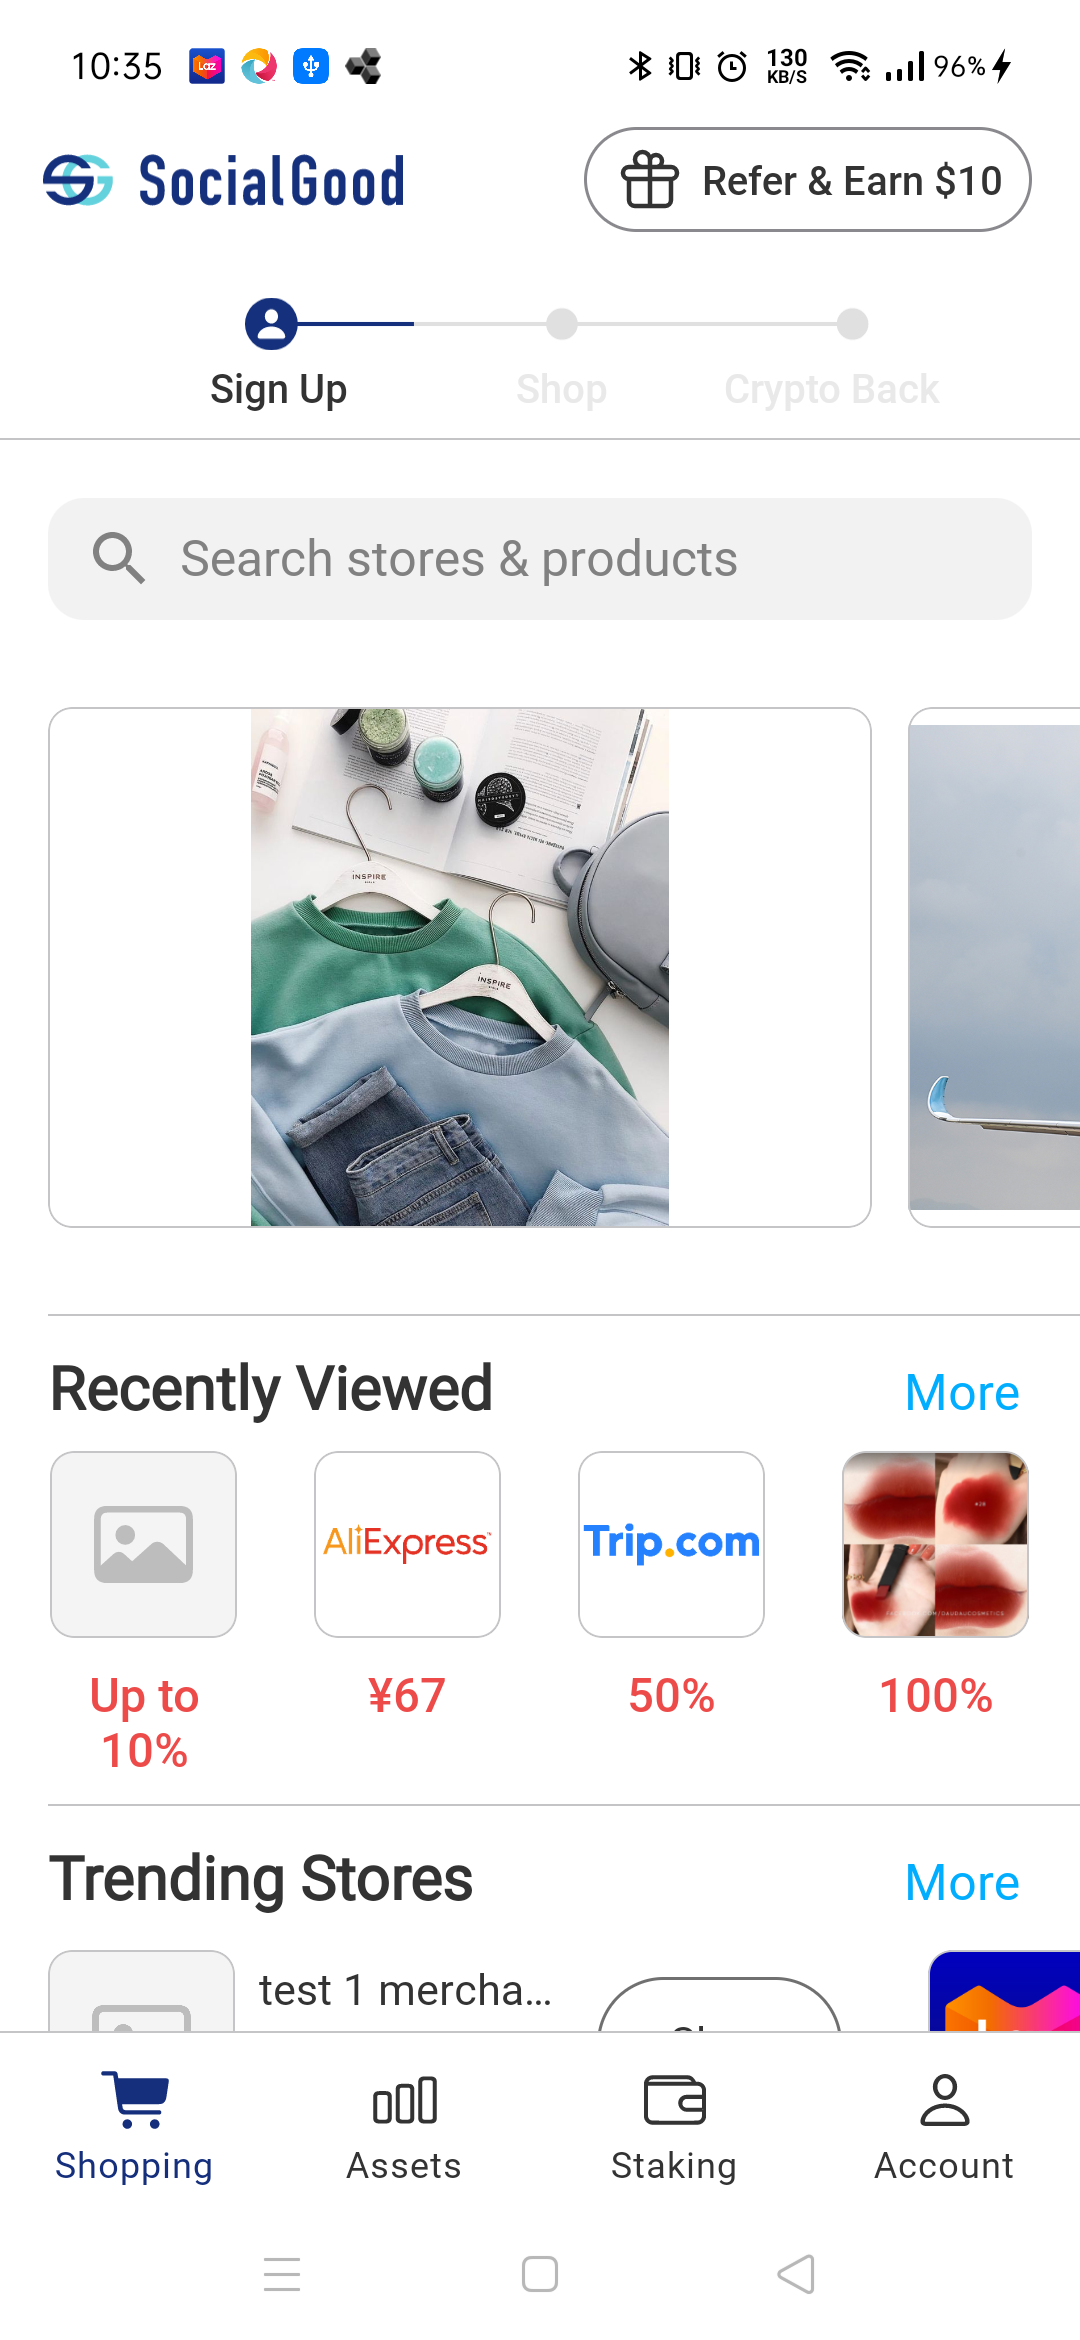 10:35
Laz
130
KB/S
96%
SocialGood
Refer & Earn $10
Sign Up
Shop
Crypto Back
Search stores & products
INSPIRE
INSPIRE
Recently Viewed
More
AliExpress
Trip.com
Up to
10%
¥67
50%
100%
Trending Stores
More
test 1 mercha...
Shopping
Assets
Staking
Account